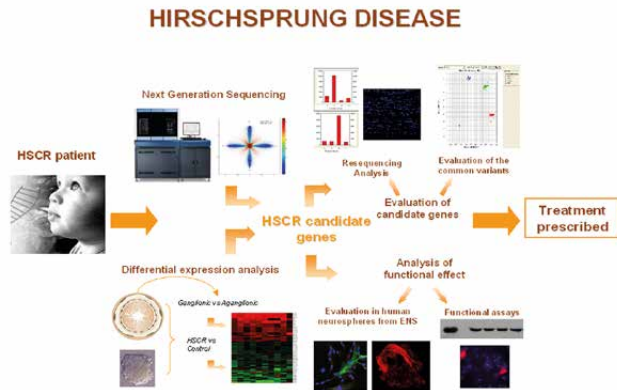 HIRSCHSPRUNG DISEASE
Next Generation Sequencing
HSCR patient
Resequencing
Analysis
Evaluation of the
common variants
Evaluation of
candidate genes
HSCR candidate
genes
Treatment
prescribed
Differential expression analysis
Ganglionic vs Aganglionic
HSCR vs
Control
Analysis of
functional effect
Evaluation in human
neurospheres from ENS
Functional assays